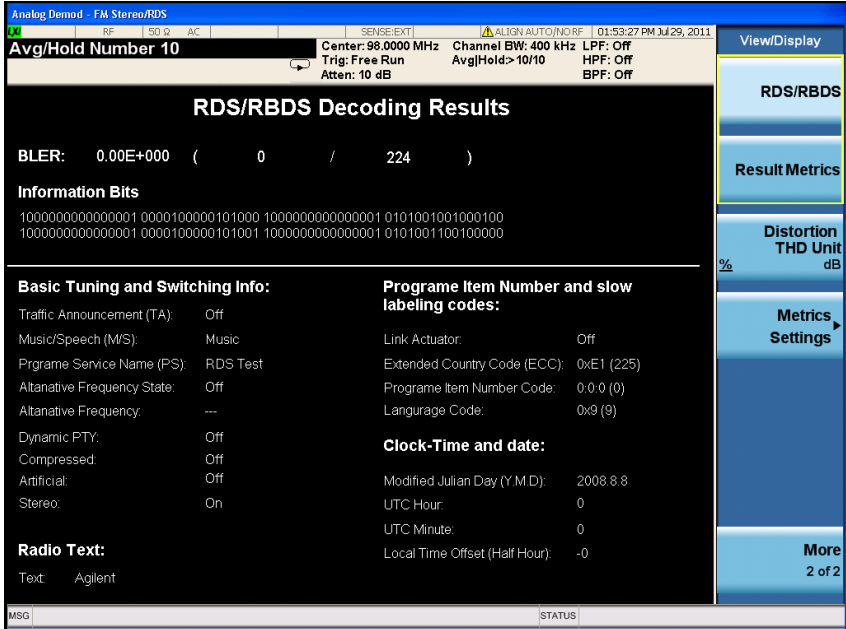 Analog Demod - FM Stereo/RDS
LXI RF 50 Ω AC SENSE:EXT ALIGN AUTO/NO RF 01:53:27 PM Jul 29, 2011
Avg/Hold Number 10
Center: 98.0000 MHz Channel BW: 400 kHz LPF: Off
Trig: Free Run Avg|Hold:>10/10 HPF: Off
Atten: 10 dB BPF: Off
RDS/RBDS Decoding Results
BLER: 0.00E+000 ( 0 / 224 )
Information Bits
1000000000000001 0000100000101000 1000000000000001 0101001001000100
1000000000000001 0000100000101001 1000000000000001 0101001100100000
Basic Tuning and Switching Info:
Traffic Announcement (TA): Off
Music/Speech (M/S): Music
Prgrame Service Name (PS): RDS Test
Altanative Frequency State: Off
Altanative Frequency: ---
Dynamic PTY: Off
Compressed: Off
Artificial: Off
Stereo: On
Radio Text:
Text: Agilent
Programe Item Number and slow
labeling codes:
Link Actuator: Off
Extended Country Code (ECC): 0xE1 (225)
Programe Item Number Code: 0:0:0 (0)
Langurage Code: 0x9 (9)
Clock-Time and date:
Modified Julian Day (Y.M.D): 2008.8.8
UTC Hour: 0
UTC Minute: 0
Local Time Offset (Half Hour): -0
View/Display
RDS/RBDS
Result Metrics
Distortion
THD Unit
% dB
Metrics
Settings
More
2 of 2
MSG STATUS